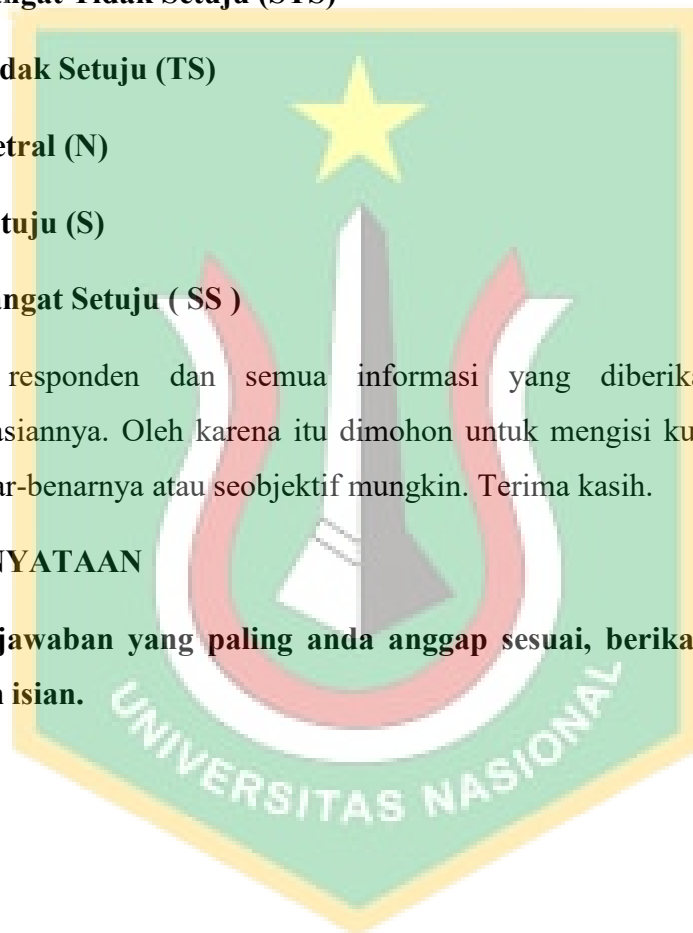 ngat Tidak Setuju (STS)
dak Setuju (TS)
etral (N)
tuju (S)
ngat Setuju ( SS )
responden dan semua informasi yang diberika
asiannya. Oleh karena itu dimohon untuk mengisi ku
ar-benarnya atau seobjektif mungkin. Terima kasih.
NYATAAN
jawaban yang paling anda anggap sesuai, berika
isian.
UNIVERSITAS NASIONAL